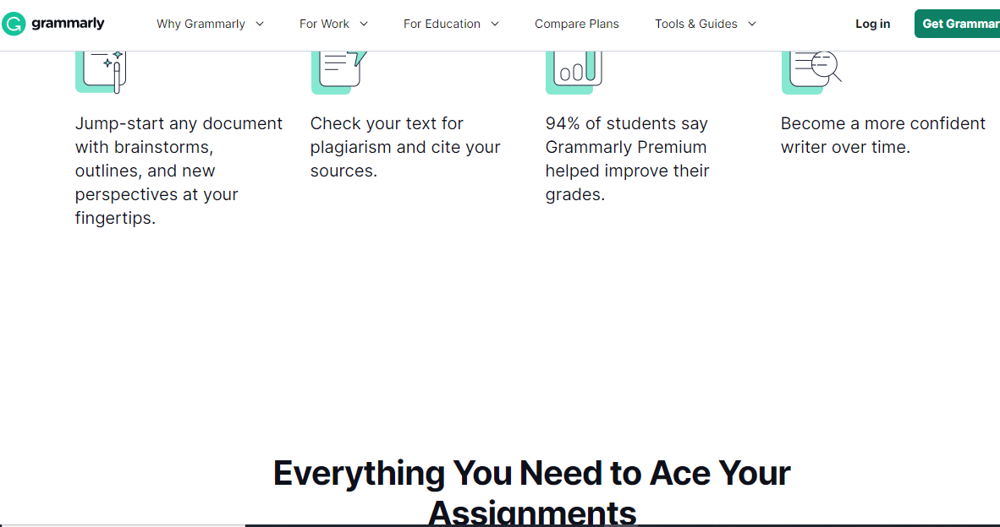 grammarly Why Grammarly For Work For Education Compare Plans Tools & Guides Log in Get Grammar
Jump-start any document
with brainstorms,
outlines, and new
perspectives at your
fingertips.
Check your text for
plagiarism and cite your
sources.
94% of students say
Grammarly Premium
helped improve their
grades.
Become a more confident
writer over time.
Everything You Need to Ace Your
Assignments